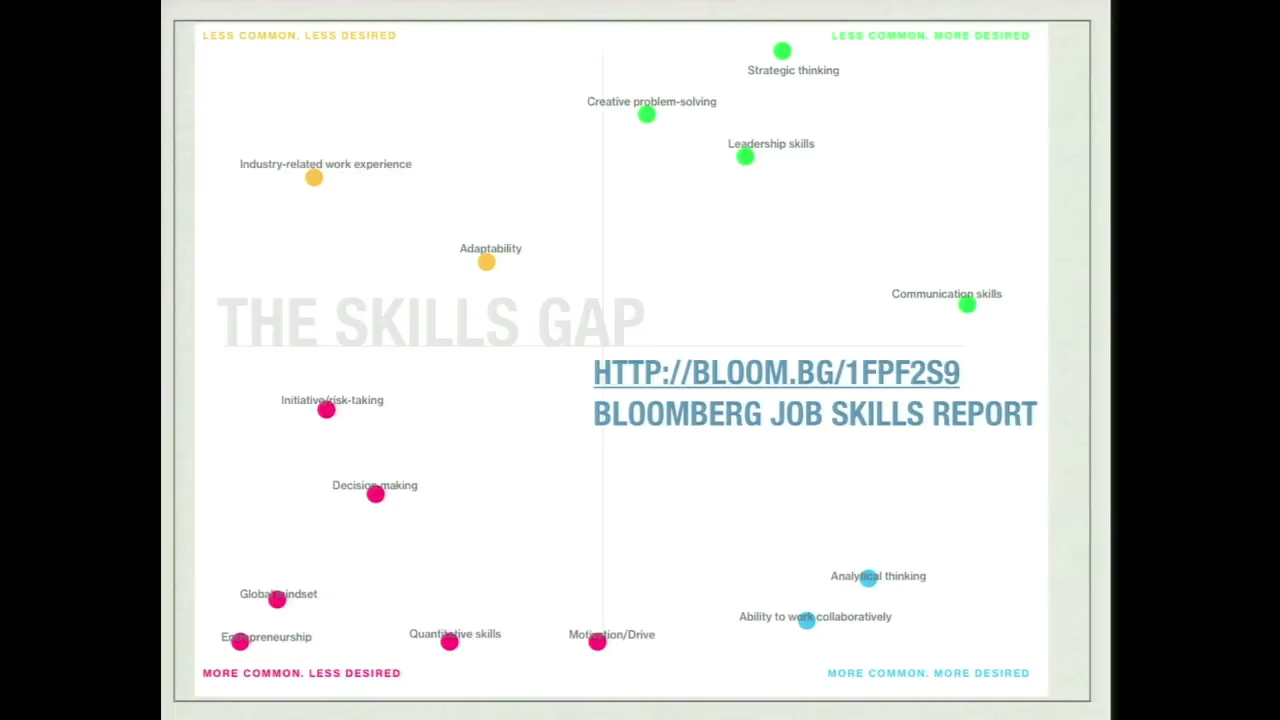 LESS COMMON, LESS DESIRED
LESS COMMON, MORE DESIRED
Strategic thinking
Creative problem-solving
Leadership skills
Industry-related work experience
Adaptability
Communication skills
THE SKILLS GAP
HTTP://BLOOM.BG/1FPF2S9
Initiative/risk-taking
BLOOMBERG JOB SKILLS REPORT
Decision-making
Analytical thinking
Global mindset
Ability to work collaboratively
Entrepreneurship
Quantitative skills
Motivation/Drive
MORE COMMON, LESS DESIRED
MORE COMMON, MORE DESIRED